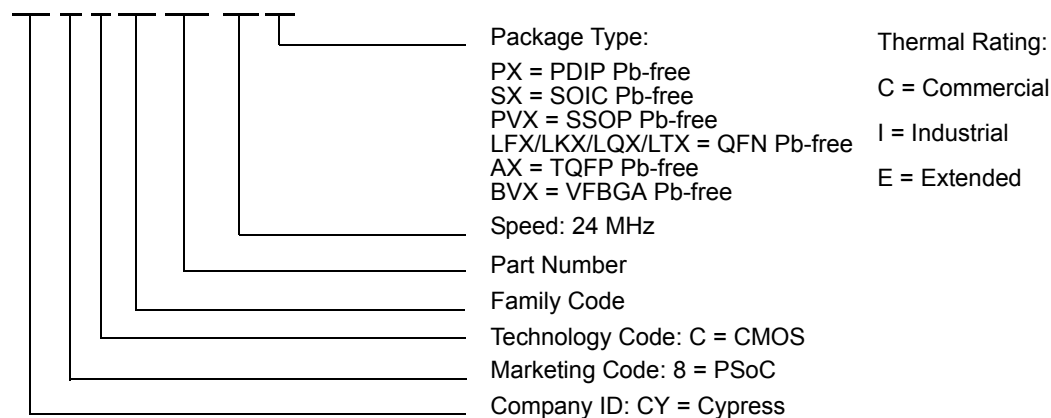 Package Type:
PX = PDIP Pb-free
SX = SOIC Pb-free
PVX = SSOP Pb-free
LFX/LKX/LQX/LTX = QFN Pb-free
AX = TQFP Pb-free
BVX = VFBGA Pb-free
Speed: 24 MHz
Part Number
Family Code
Technology Code: C = CMOS
Marketing Code: 8 = PSoC
Company ID: CY = Cypress
Thermal Rating:
C = Commercial
I = Industrial
E = Extended